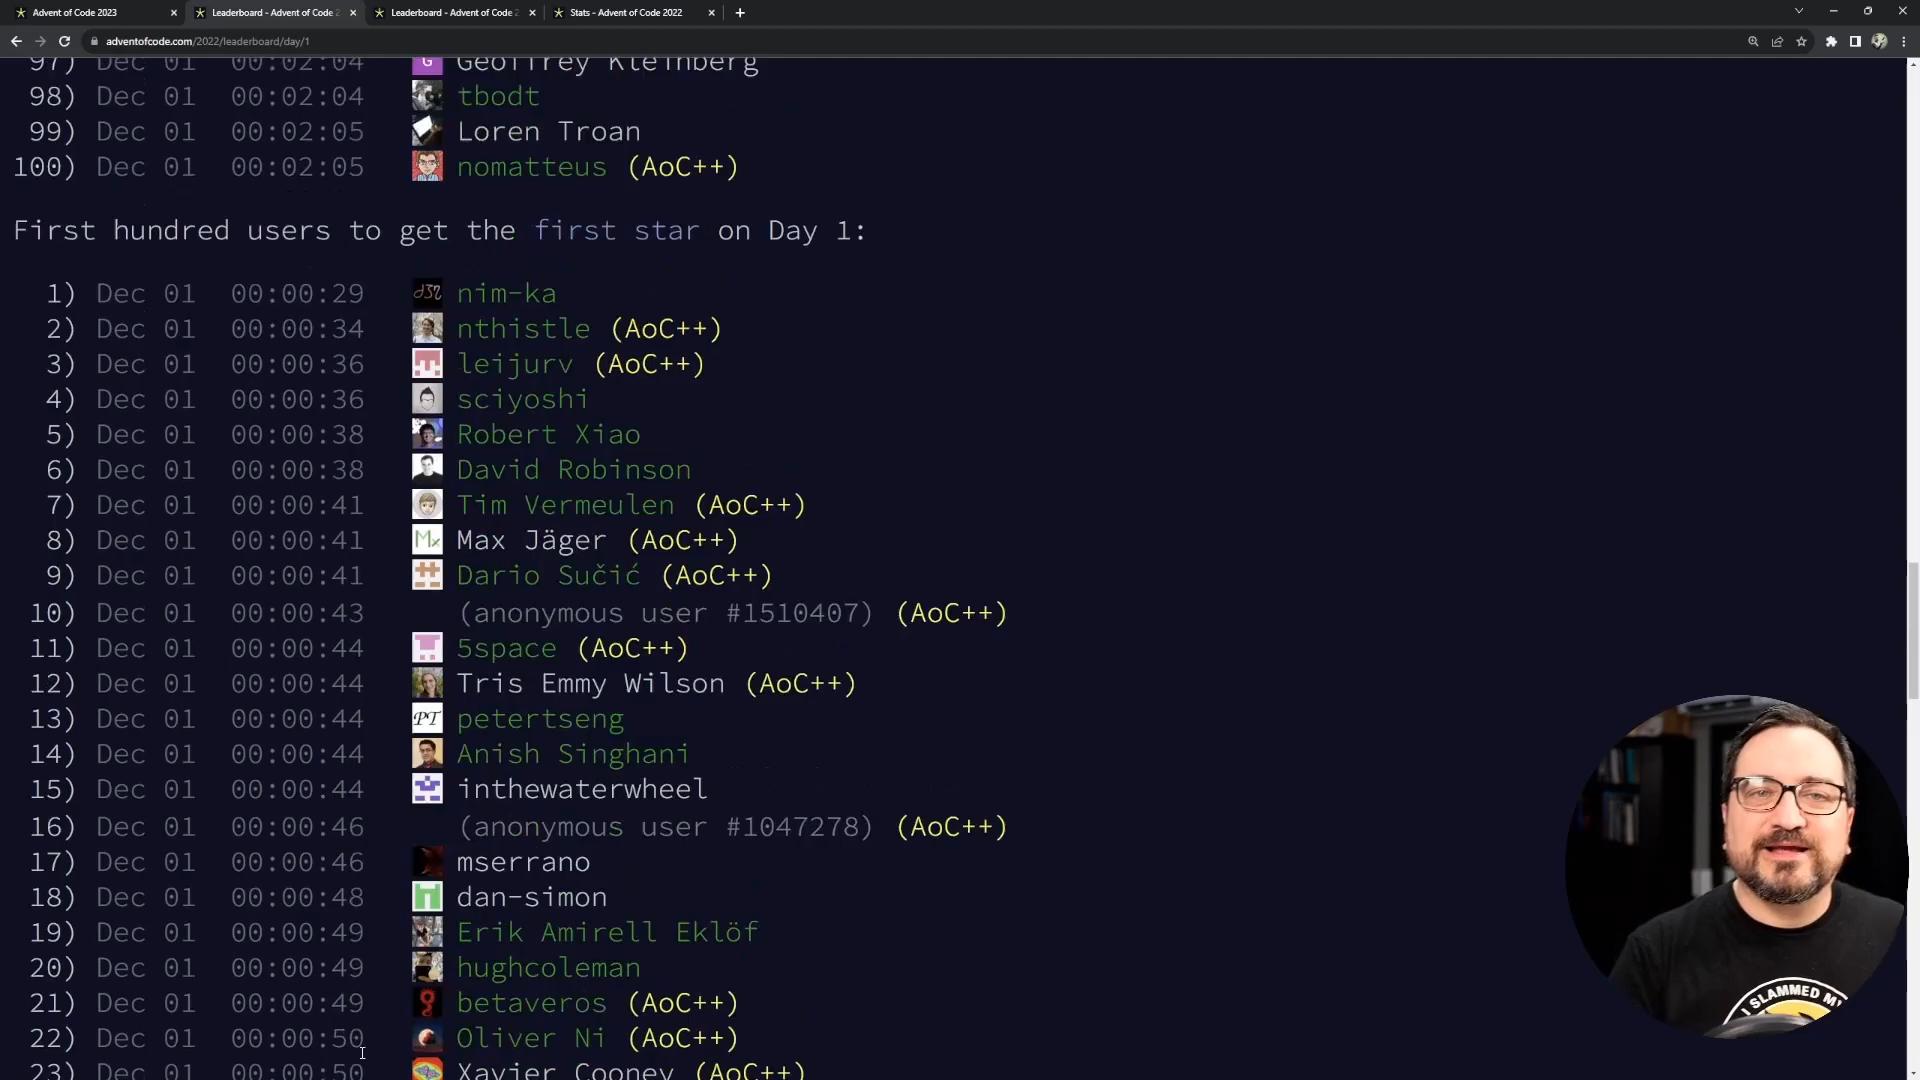 Advent of Code 2023
Leaderboard - Advent of Code 2
Leaderboard - Advent of Code 2
Stats - Advent of Code 2022
adventofcode.com/2022/leaderboard/day/1
97) Dec 01 00:02:04 G Geoffrey Kleinberg
98) Dec 01 00:02:04 tbodt
99) Dec 01 00:02:05 Loren Troan
100) Dec 01 00:02:05 nomatteus (AoC++)
First hundred users to get the first star on Day 1:
1) Dec 01 00:00:29 nim-ka
2) Dec 01 00:00:34 nthistle (AoC++)
3) Dec 01 00:00:36 leijurv (AoC++)
4) Dec 01 00:00:36 sciyoshi
5) Dec 01 00:00:38 Robert Xiao
6) Dec 01 00:00:38 David Robinson
7) Dec 01 00:00:41 Tim Vermeulen (AoC++)
8) Dec 01 00:00:41 Mx Max Jäger (AoC++)
9) Dec 01 00:00:41 Dario Sučić (AoC++)
10) Dec 01 00:00:43 (anonymous user #1510407) (AoC++)
11) Dec 01 00:00:44 5space (AoC++)
12) Dec 01 00:00:44 Tris Emmy Wilson (AoC++)
13) Dec 01 00:00:44 PT petertseng
14) Dec 01 00:00:44 Anish Singhani
15) Dec 01 00:00:44 inthewaterwheel
16) Dec 01 00:00:46 (anonymous user #1047278) (AoC++)
17) Dec 01 00:00:46 mserrano
18) Dec 01 00:00:48 dan-simon
19) Dec 01 00:00:49 Erik Amirell Eklöf
20) Dec 01 00:00:49 hughcoleman
21) Dec 01 00:00:49 betaveros (AoC++)
22) Dec 01 00:00:50 Oliver Ni (AoC++)
23) Dec 01 00:00:50 Xavier Cooney (AoC++)
I SLAMMED M